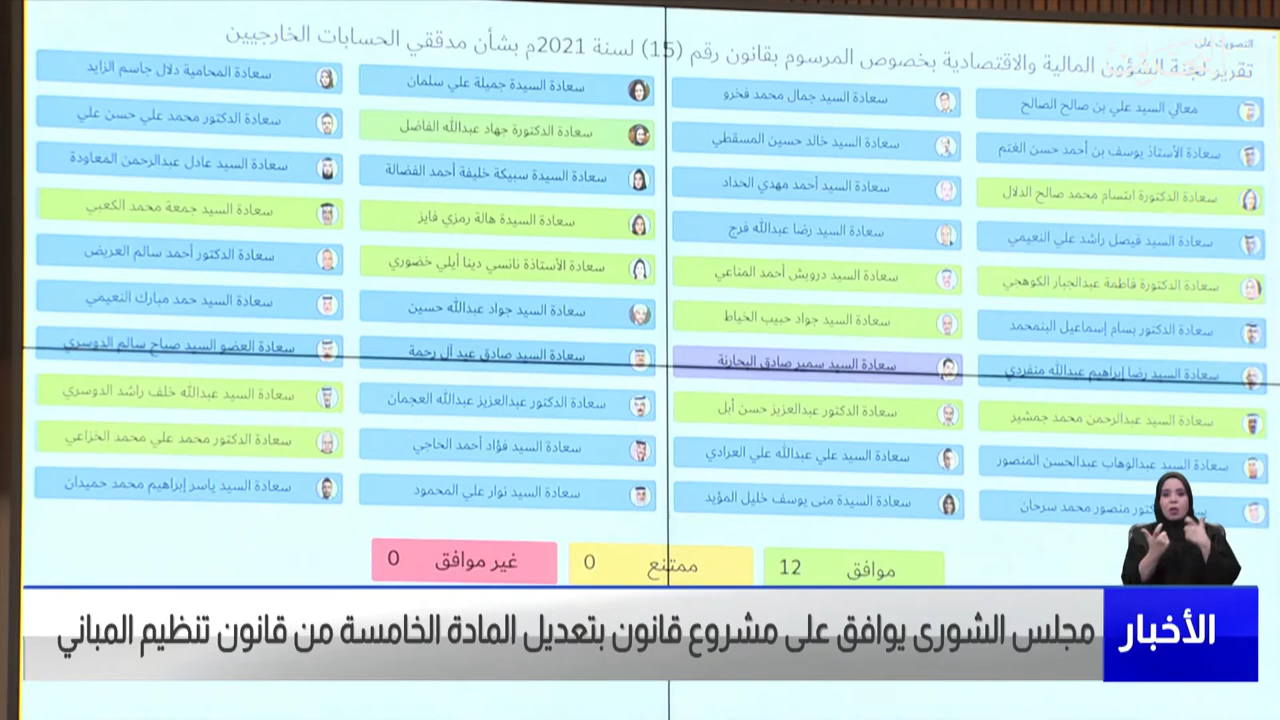 التصويت على
تقرير لجنة الشؤون المالية والاقتصادية بخصوص المرسوم بقانون رقم (15) لسنة 2021م بشأن مدققي الحسابات الخارجيين
معالي السيد علي بن صالح الصالح
سعادة السيد جمال محمد فخرو
سعادة السيدة جميلة علي سلمان
سعادة المحامية دلال جاسم الزايد
سعادة الأستاذ يوسف بن أحمد حسن الغتم
سعادة السيد خالد حسين المسقطي
سعادة الدكتورة جهاد عبدالله الفاضل
سعادة الدكتور محمد علي حسن علي
سعادة الدكتورة ابتسام محمد صالح الدلال
سعادة السيد أحمد مهدي الحداد
سعادة السيدة سبيكة خليفة أحمد الفضالة
سعادة السيد عادل عبدالرحمن المعاودة
سعادة السيد فيصل راشد علي النعيمي
سعادة السيد رضا عبدالله فرج
سعادة السيدة هالة رمزي فايز
سعادة السيد جمعة محمد الكعبي
سعادة الدكتورة فاطمة عبدالجبار الكوهجي
سعادة السيد درويش أحمد المناعي
سعادة الأستاذة نانسي دينا أيلي خضوري
سعادة الدكتور أحمد سالم العريض
سعادة الدكتور بسام إسماعيل البنمحمد
سعادة السيد جواد حبيب الخياط
سعادة السيد جواد عبدالله حسين
سعادة السيد حمد مبارك النعيمي
سعادة السيد رضا إبراهيم عبدالله منفردي
سعادة السيد سمير صادق البحارنة
سعادة السيد صادق عيد آل رحمة
سعادة العضو السيد صباح سالم الدوسري
سعادة السيد عبدالرحمن محمد جمشير
سعادة الدكتور عبدالعزيز حسن أبل
سعادة الدكتور عبدالعزيز عبدالله العجمان
سعادة السيد عبدالله خلف راشد الدوسري
سعادة السيد عبدالوهاب عبدالحسن المنصور
سعادة السيد علي عبدالله علي العرادي
سعادة السيد فؤاد أحمد الحاجي
سعادة الدكتور محمد علي محمد الخزاعي
منصور محمد سرحان
سعادة السيدة منى يوسف خليل المؤيد
سعادة السيد نوار علي المحمود
سعادة السيد ياسر إبراهيم محمد حميدان
موافق 12
ممتنع 0
غير موافق 0
الأخبار
مجلس الشورى يوافق على مشروع قانون بتعديل المادة الخامسة من قانون تنظيم المباني